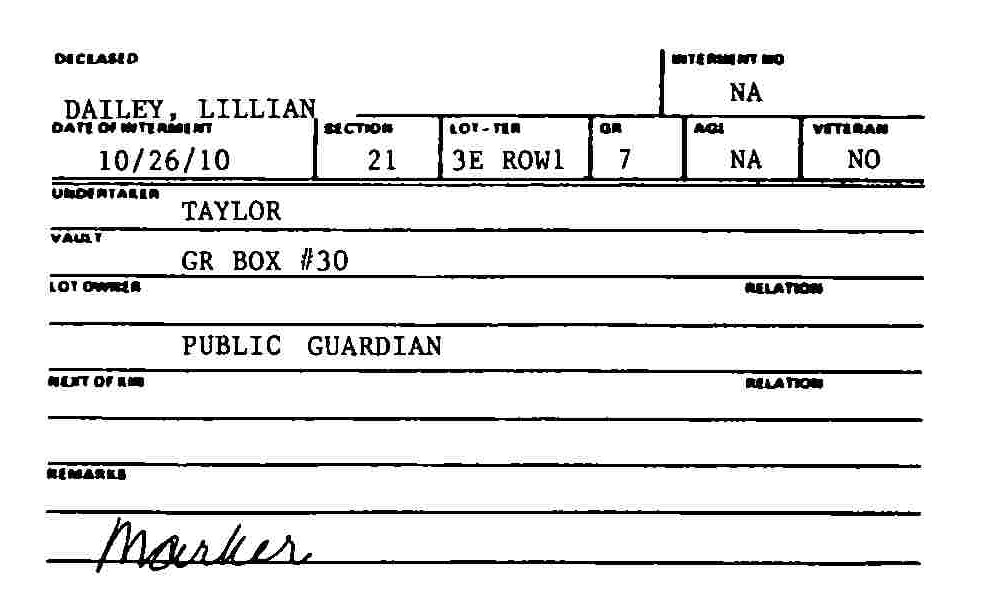 DECEASED INTERMENT NO
DAILEY, LILLIAN NA
DATE OF INTERMENT SECTION LOT-TER GR AGE VETERAN
10/26/10 21 3E ROW1 7 NA NO
UNDERTAKER
TAYLOR
VAULT
GR BOX #30
LOT OWNER RELATION
PUBLIC GUARDIAN
NEXT OF KIN RELATION
REMARKS
Marker